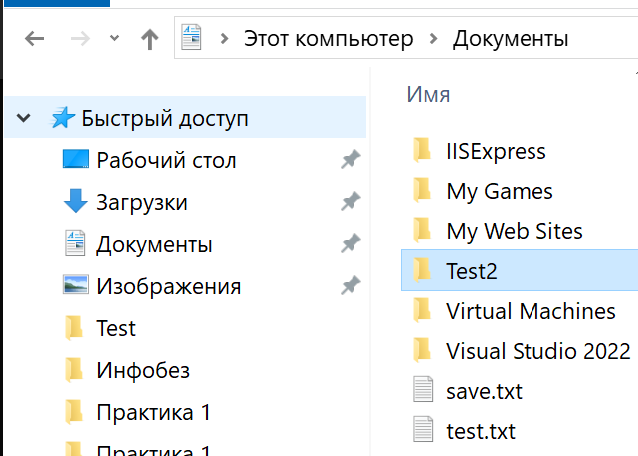 Этот компьютер > Документы
Имя
Быстрый доступ
Рабочий стол
Загрузки
Документы
Изображения
Test
Инфобез
Практика 1
Практика 1
IISExpress
My Games
My Web Sites
Test2
Virtual Machines
Visual Studio 2022
save.txt
test.txt